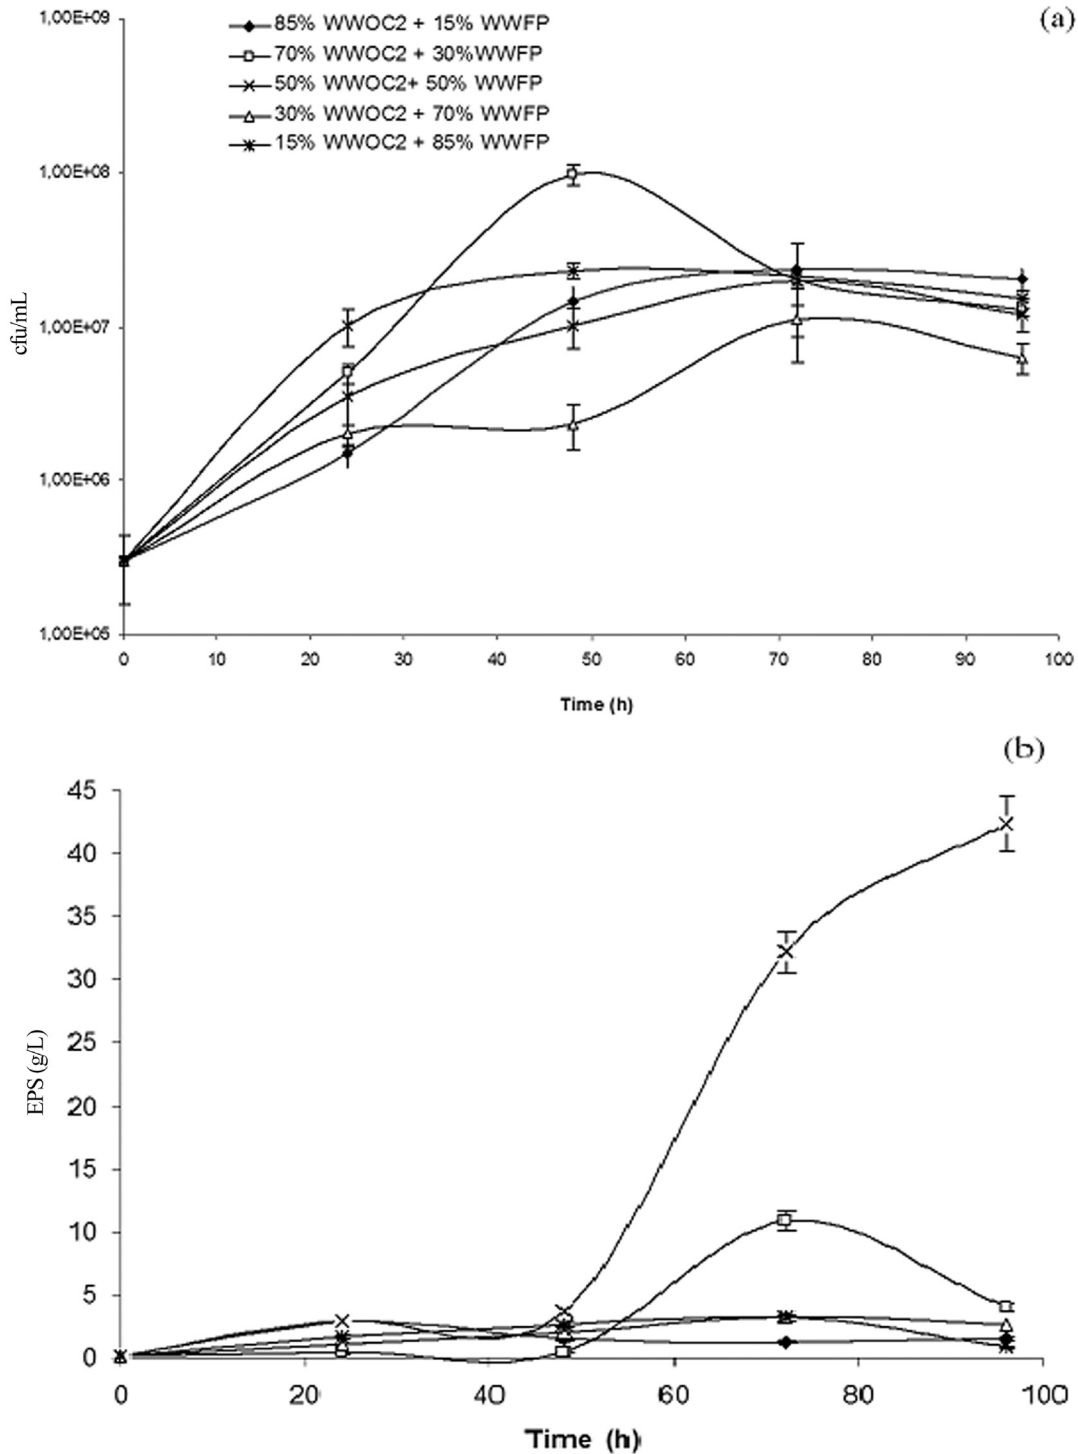 (a)
85% WWOC2 + 15% WWFP
70% WWOC2 + 30%WWFP
50% WWOC2+ 50% WWFP
30% WWOC2 + 70% WWFP
15% WWOC2 + 85% WWFP
1,00E+09
1,00E+08
1,00E+07
1,00E+06
1,00E+05
cfu/mL
0 10 20 30 40 50 60 70 80 90 100
Time (h)
(b)
45
40
35
30
25
20
15
10
5
0
EPS (g/L)
0 20 40 60 80 100
Time (h)